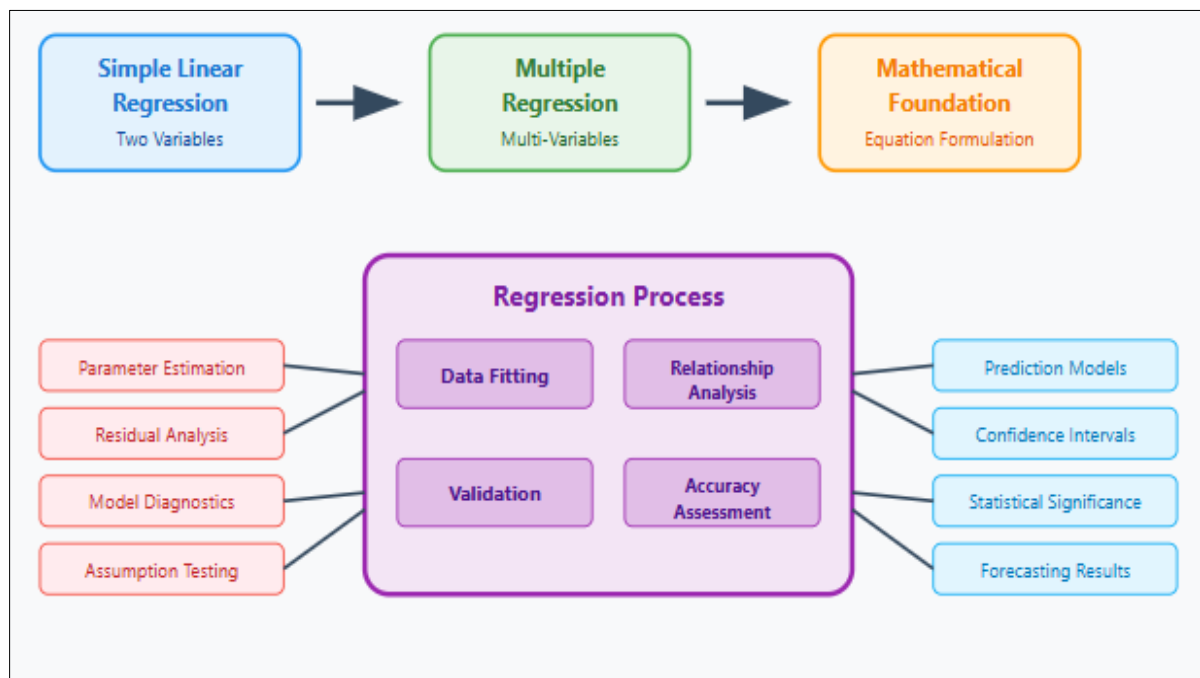 Simple Linear
Regression
Two Variables
Multiple
Regression
Multi-Variables
Mathematical
Foundation
Equation Formulation
Regression Process
Parameter Estimation
Residual Analysis
Model Diagnostics
Assumption Testing
Data Fitting
Relationship
Analysis
Validation
Accuracy
Assessment
Prediction Models
Confidence Intervals
Statistical Significance
Forecasting Results